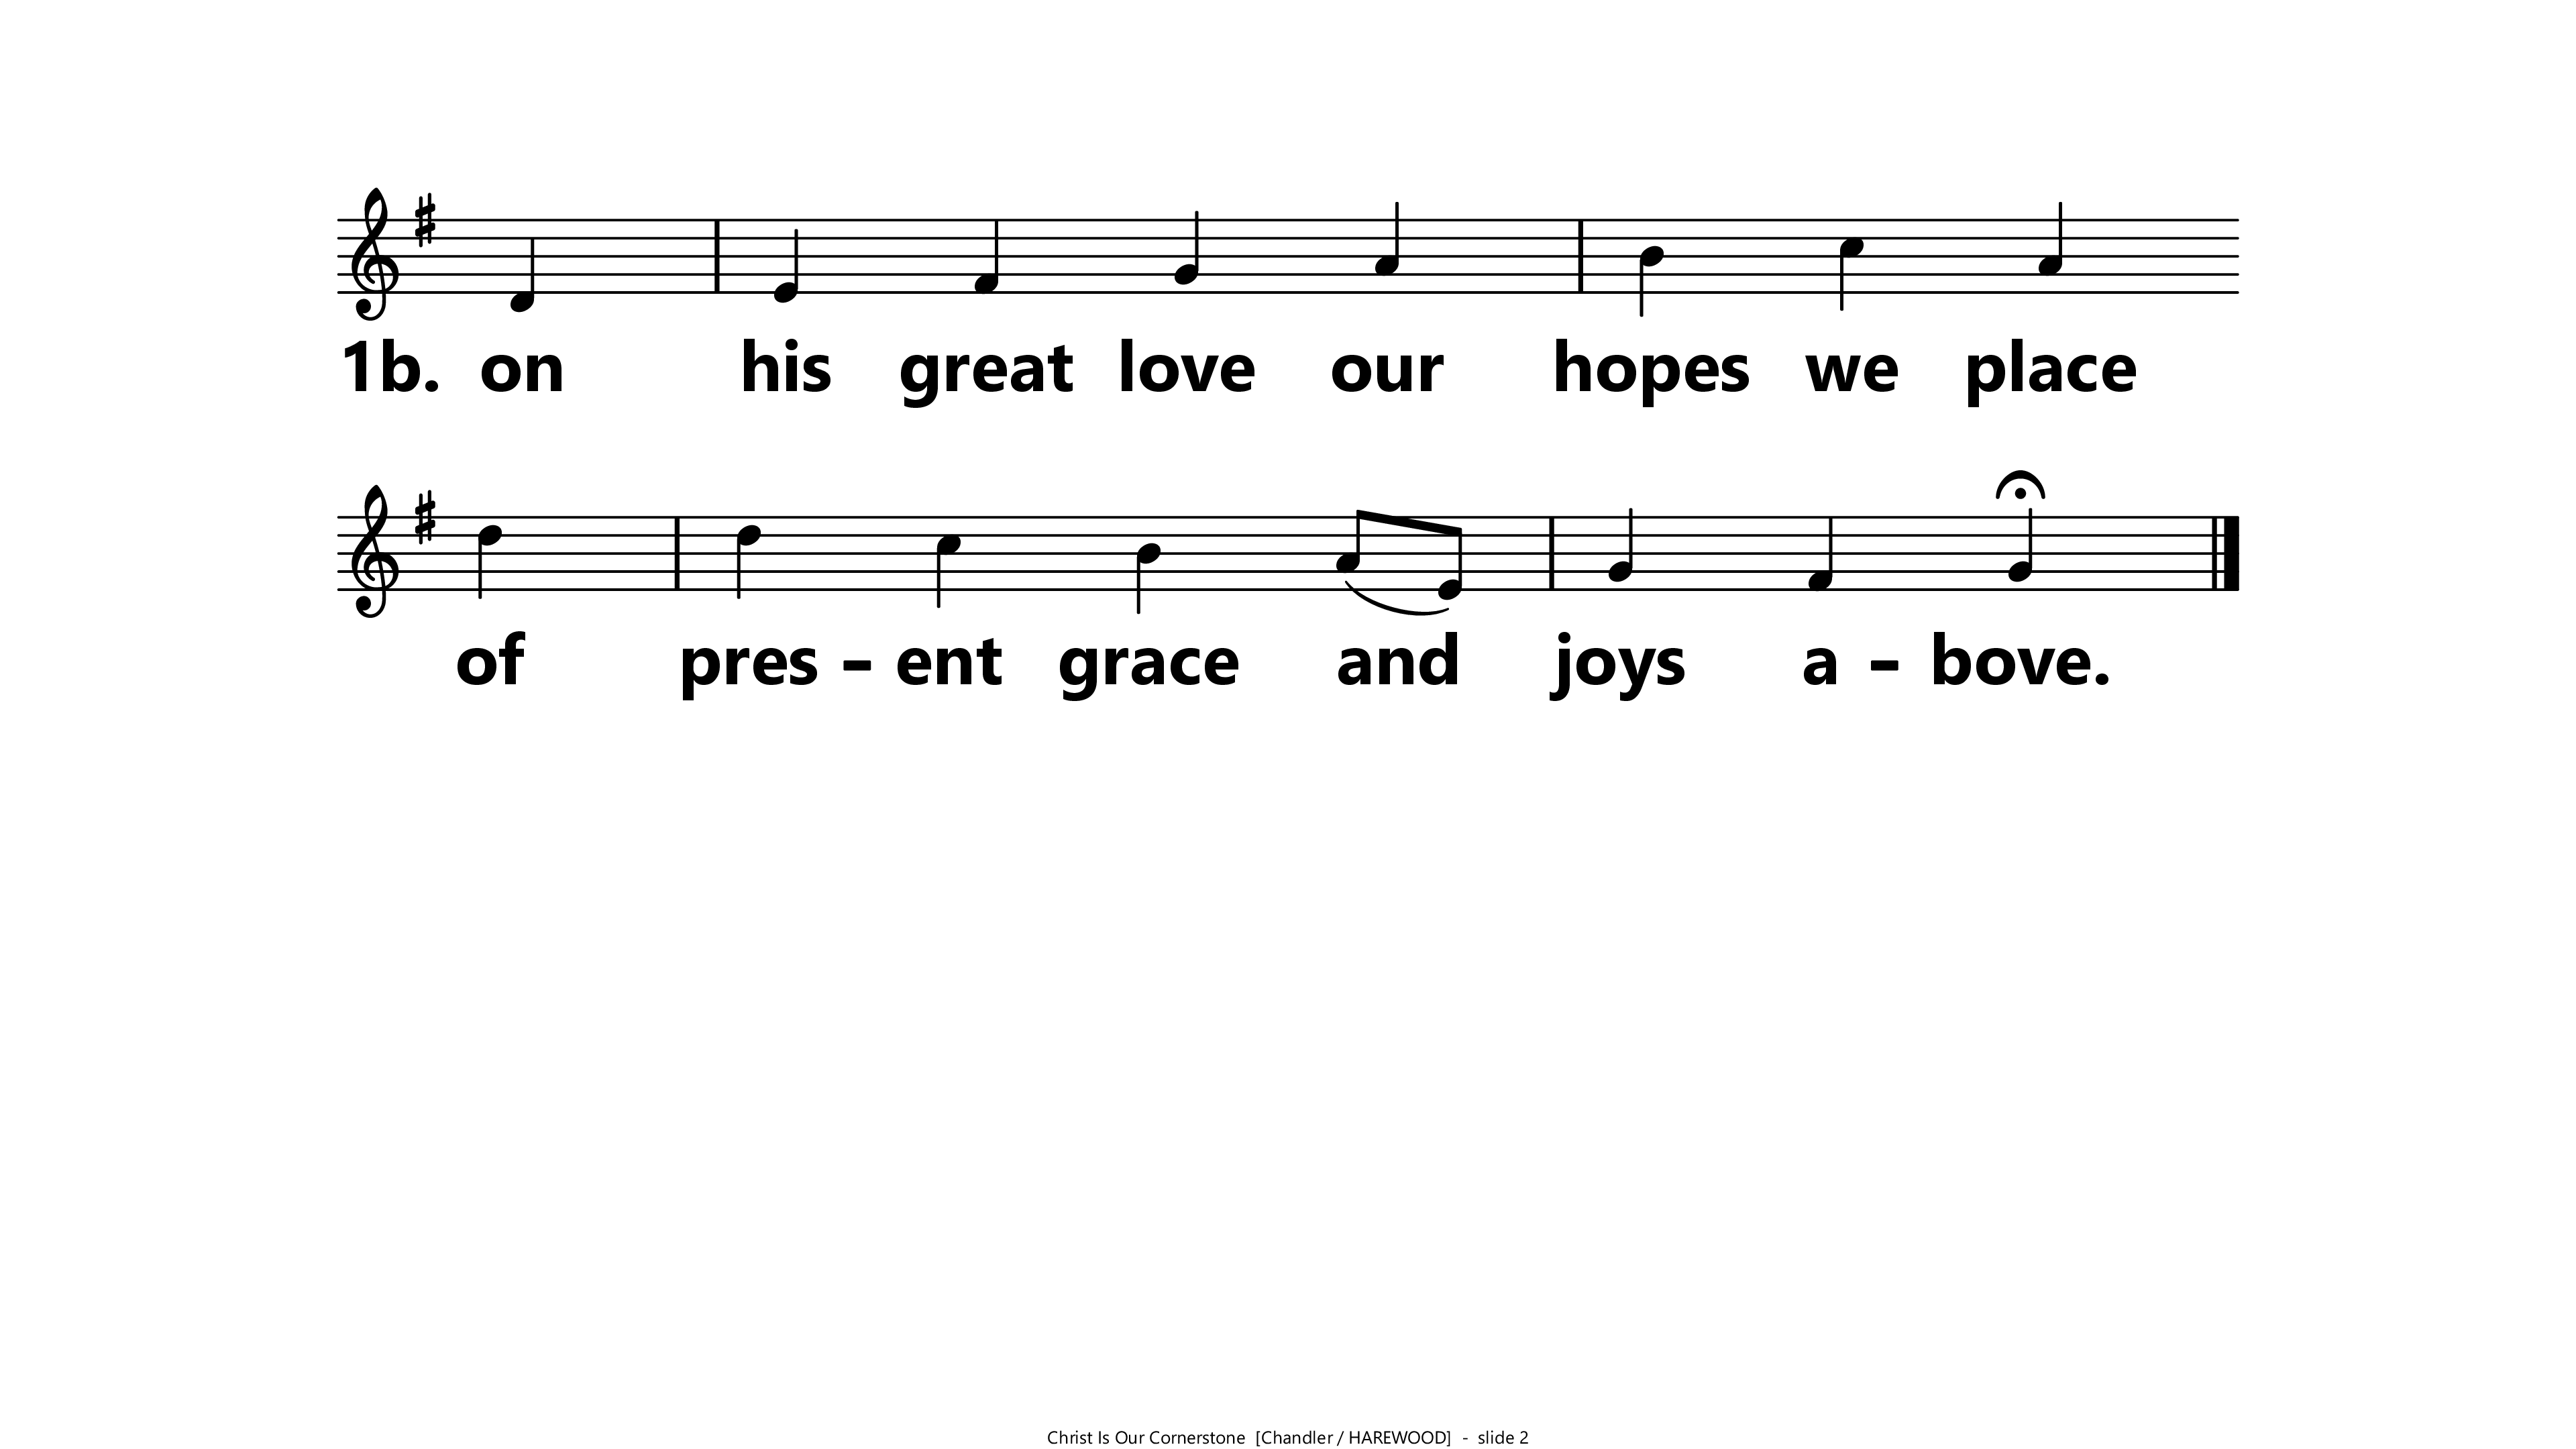 1b. on his great love our hopes we place
of pres - ent grace and joys a - bove.
Christ Is Our Cornerstone [Chandler / HAREWOOD] - slide 2